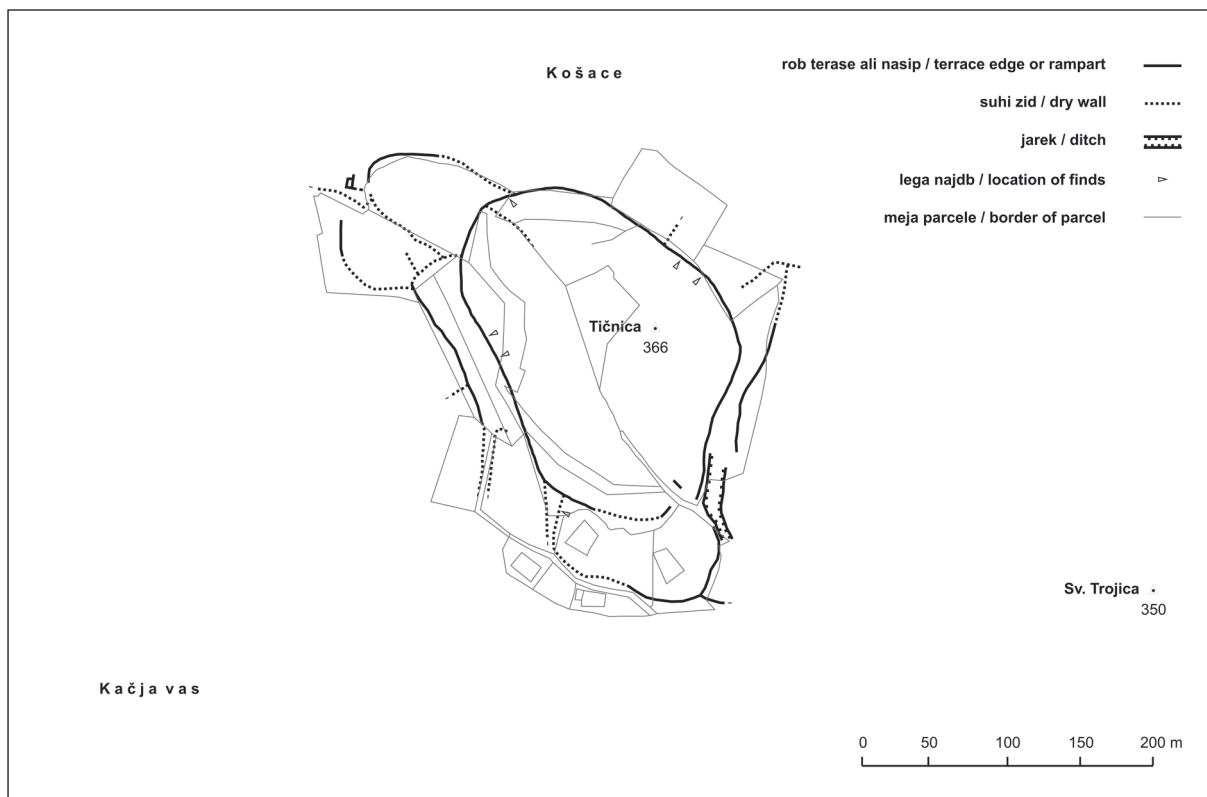 Košace
rob terase ali nasip / terrace edge or rampart
suhi zid / dry wall
jarek / ditch
lega najdb / location of finds
meja parcele / border of parcel
Tičnica
366
Sv. Trojica
350
Kačja vas
0 50 100 150 200 m